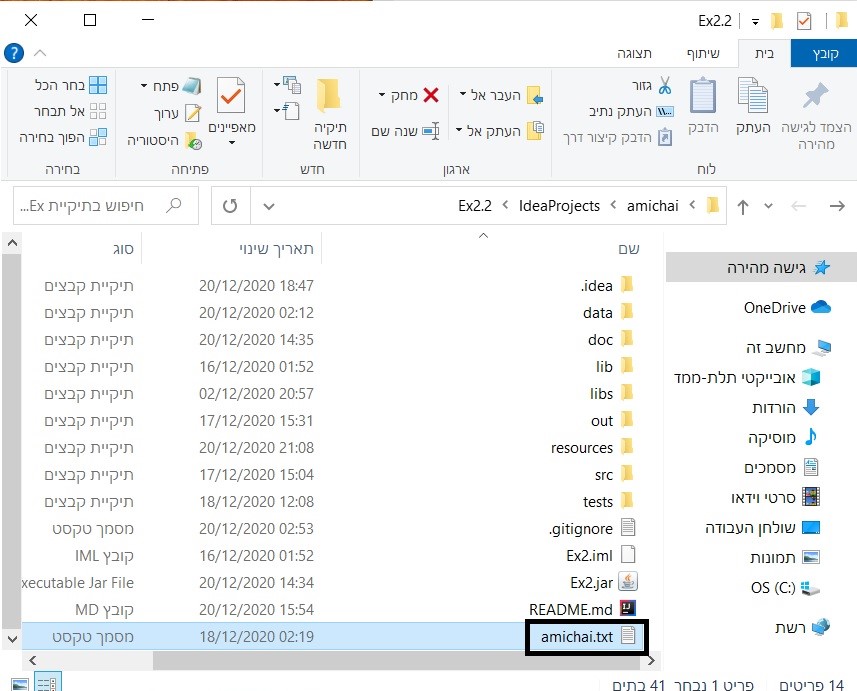 Ex2.2
קובץ
בית
שיתוף
תצוגה
הצמד לגישה
מהירה
העתק
הדבק
גזור
העתק נתיב
הדבק קיצור דרך
לוח
העבר אל
העתק אל
מחק
שנה שם
ארגון
תיקיה
חדשה
חדש
מאפיינים
פתח
ערוך
היסטוריה
פתיחה
בחר הכל
אל תבחר
הפוך בחירה
בחירה
amichai
IdeaProjects
Ex2.2
חיפוש בתיקיית Ex...
שם
תאריך שינוי
סוג
.idea 20/12/2020 18:47 תיקיית קבצים
data 20/12/2020 02:12 תיקיית קבצים
doc 20/12/2020 14:35 תיקיית קבצים
lib 16/12/2020 01:52 תיקיית קבצים
libs 02/12/2020 20:57 תיקיית קבצים
out 17/12/2020 15:31 תיקיית קבצים
resources 20/12/2020 21:08 תיקיית קבצים
src 17/12/2020 15:04 תיקיית קבצים
tests 18/12/2020 12:08 תיקיית קבצים
.gitignore 20/12/2020 02:53 מסמך טקסט
Ex2.iml 16/12/2020 01:52 קובץ IML
Ex2.jar 20/12/2020 14:34 xecutable Jar File
README.md 20/12/2020 15:54 קובץ MD
amichai.txt 18/12/2020 02:19 מסמך טקסט
גישה מהירה
OneDrive
מחשב זה
אובייקטי תלת-ממד
הורדות
מוסיקה
מסמכים
סרטי וידאו
שולחן העבודה
תמונות
OS (C:)
רשת
14 פריטים
פריט 1 נבחר
41 בתים